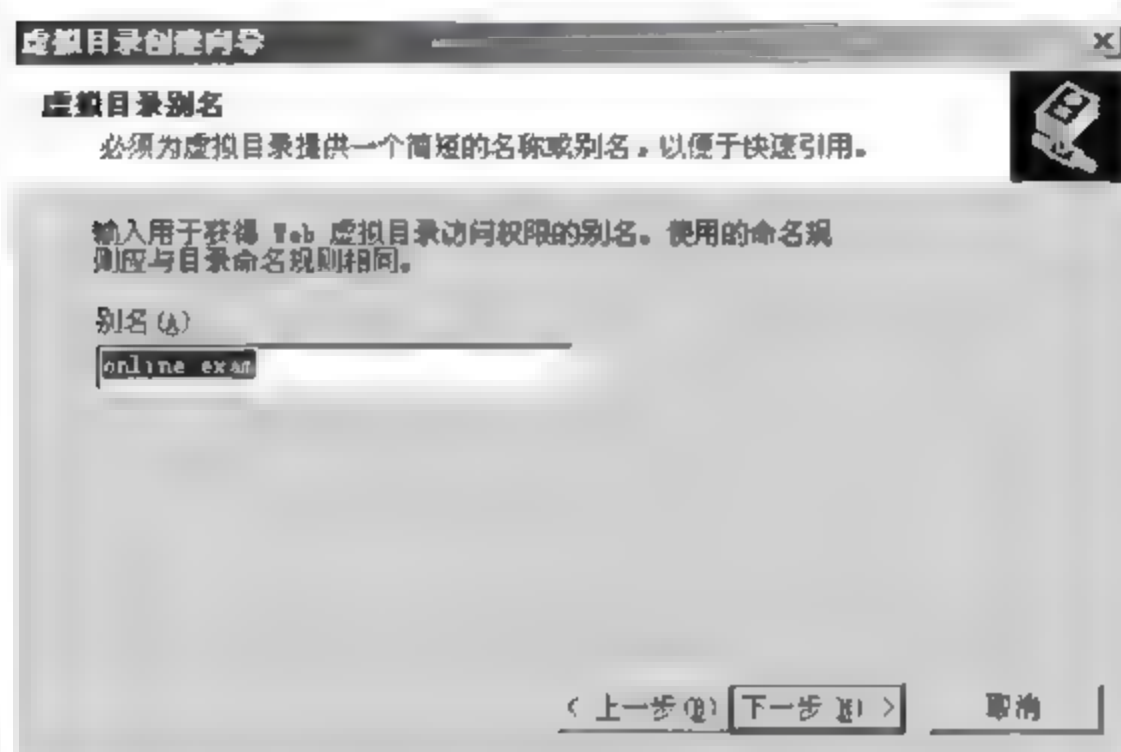 虚拟目录创建向导
虚拟目录别名
必须为虚拟目录提供一个简短的名称或别名，以便于快速引用。
输入用于获得 Web 虚拟目录访问权限的别名。使用的命名规
则应与目录命名规则相同。
别名(A)
online exam
< 上一步(B) 下一步(N) > 取消